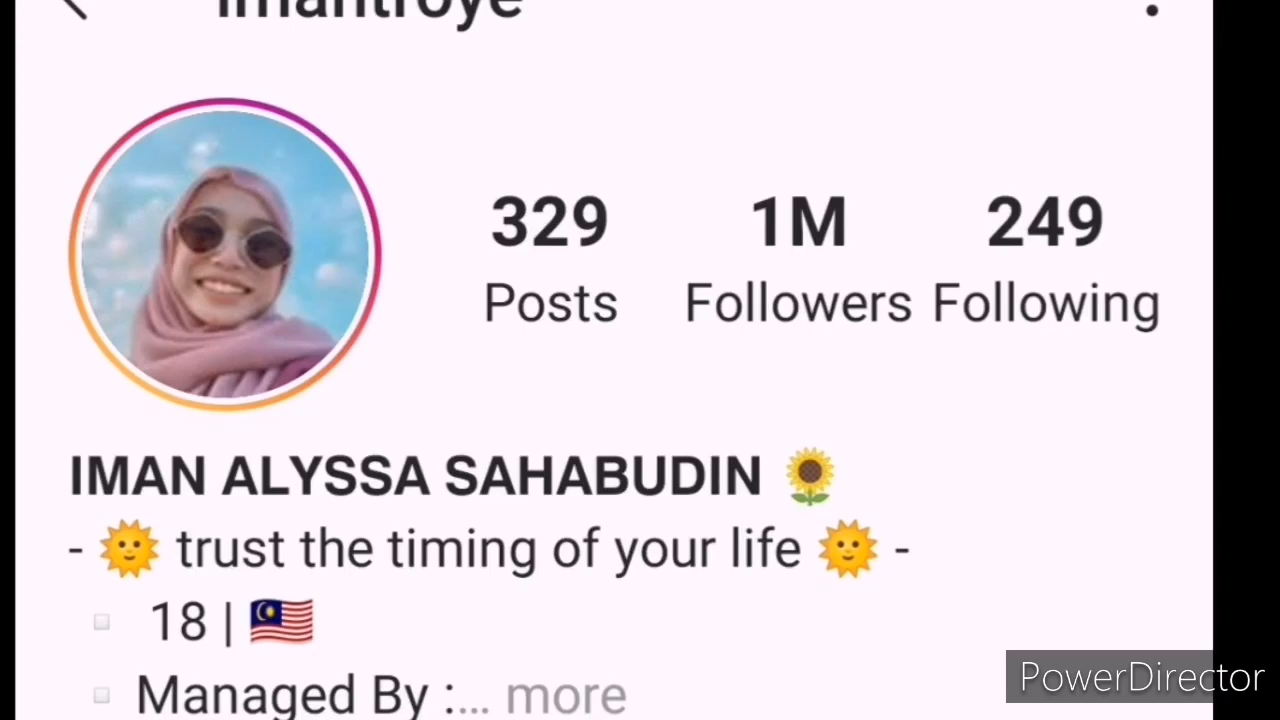 imantroye
329 1M 249
Posts Followers Following
IMAN ALYSSA SAHABUDIN 🌻
- 🌞 trust the timing of your life 🌞 -
▫️ 18 | 🇲🇾
▫️ Managed By :... more
PowerDirector